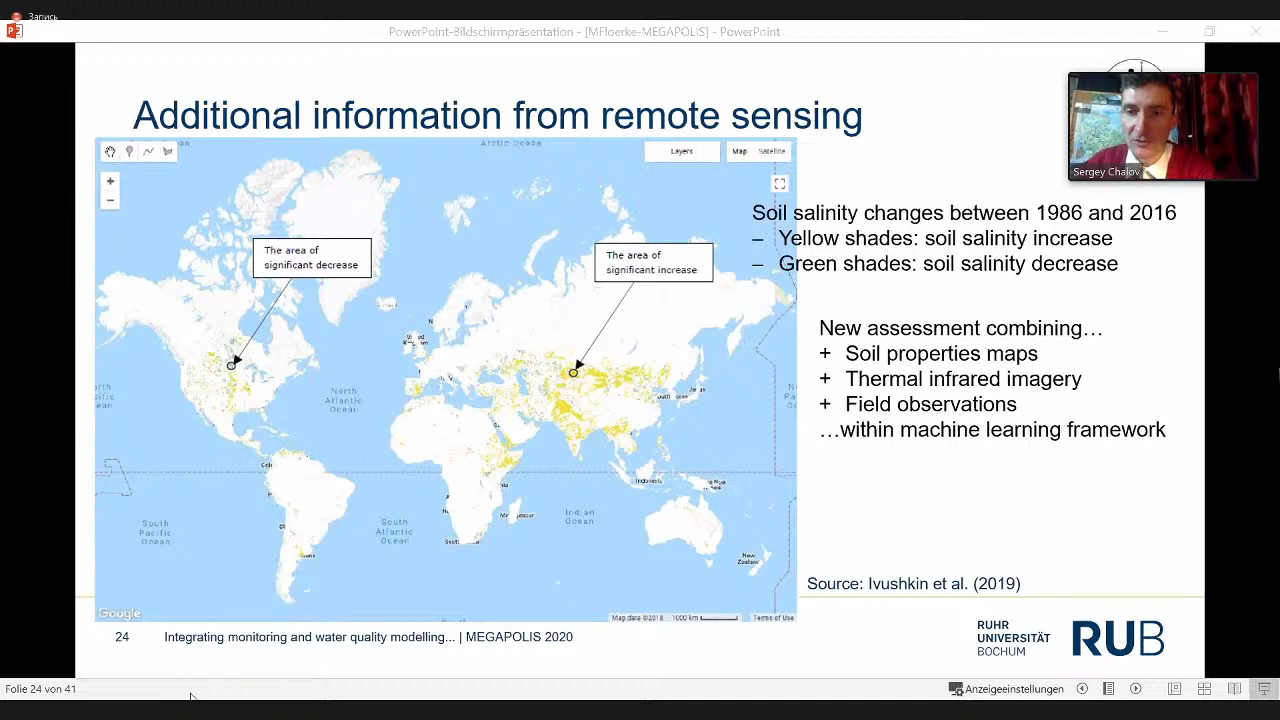 Запись
PowerPoint-Bildschirmpräsentation - [MFloerke-MEGAPOLiS] - PowerPoint
Additional information from remote sensing
Sergey Chalov
Arctic Ocean
Layers
Map
Satellite
+
−
The area of
significant decrease
The area of
significant increase
Soil salinity changes between 1986 and 2016
– Yellow shades: soil salinity increase
– Green shades: soil salinity decrease
New assessment combining…
+ Soil properties maps
+ Thermal infrared imagery
+ Field observations
…within machine learning framework
North
Atlantic
Ocean
South
Pacific
Ocean
South
Atlantic
Ocean
Indian
Ocean
New
Zealand
Google
Map data ©2018
1000 km
Terms of Use
Source: Ivushkin et al. (2019)
24
Integrating monitoring and water quality modelling... | MEGAPOLIS 2020
RUHR
UNIVERSITÄT
BOCHUM
RUB
Folie 24 von 41
Anzeigeeinstellungen